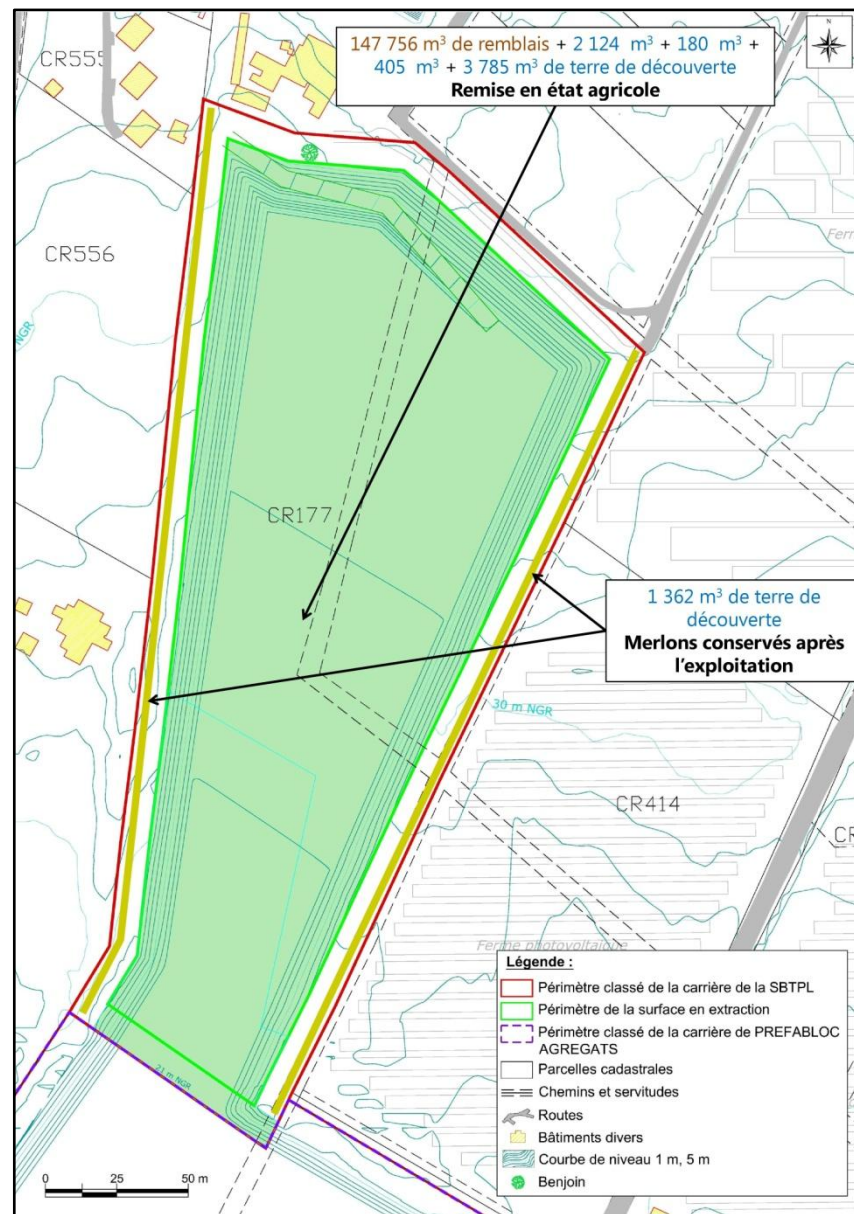 147 756 m³ de remblais + 2 124 m³ + 180 m³ +
405 m³ + 3 785 m³ de terre de découverte
Remise en état agricole
N
CR555
CR556
NGR
Ferm
CR177
1 362 m³ de terre de
découverte
Merlons conservés après
l'exploitation
30 m NGR
CR414
CR
Ferme photovoltaïque
21 m NGR
Légende :
Périmètre classé de la carrière de la SBTPL
Périmètre de la surface en extraction
Périmètre classé de la carrière de PREFABLOC
AGREGATS
Parcelles cadastrales
Chemins et servitudes
Routes
Bâtiments divers
Courbe de niveau 1 m, 5 m
Benjoin
0 25 50 m